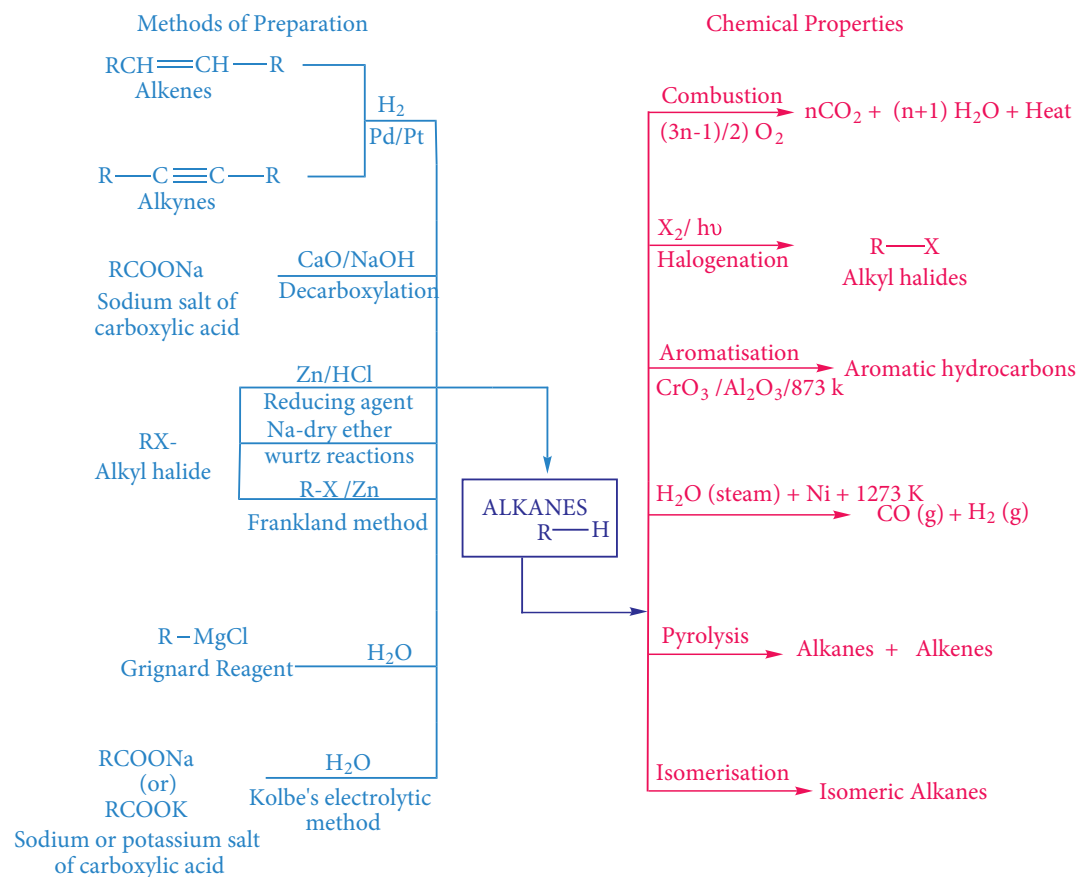 Methods of Preparation
RCH=CH—R
Alkenes
H₂
Pd/Pt
R—C≡C—R
Alkynes
RCOONa
Sodium salt of
carboxylic acid
CaO/NaOH
Decarboxylation
RX-
Alkyl halide
Zn/HCl
Reducing agent
Na-dry ether
wurtz reactions
R-X /Zn
Frankland method
R–MgCl
Grignard Reagent
H₂O
RCOONa
(or)
RCOOK
Sodium or potassium salt
of carboxylic acid
H₂O
Kolbe's electrolytic
method
ALKANES
R—H
Chemical Properties
Combustion
(3n-1)/2) O₂
nCO₂ + (n+1) H₂O + Heat
X₂/ hυ
Halogenation
R—X
Alkyl halides
Aromatisation
CrO₃ /Al₂O₃/873 k
Aromatic hydrocarbons
H₂O (steam) + Ni + 1273 K
CO (g) + H₂ (g)
Pyrolysis
Alkanes + Alkenes
Isomerisation
Isomeric Alkanes